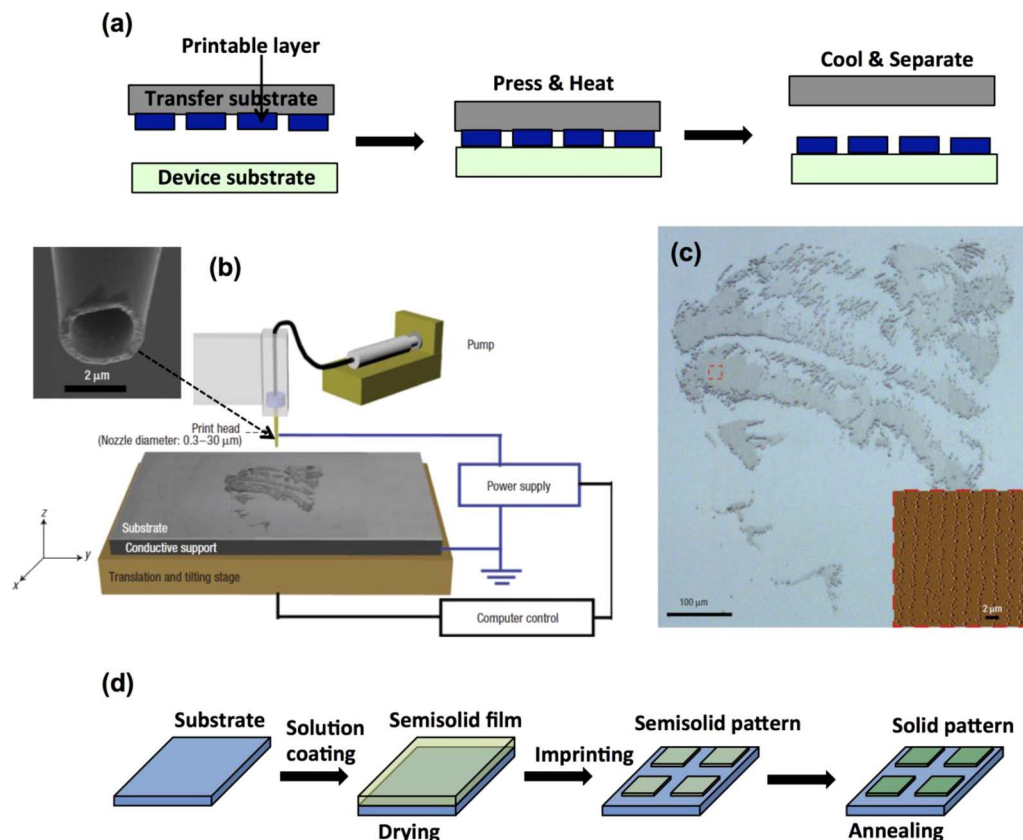 (a)
Printable layer
Transfer substrate
Device substrate
Press & Heat
Cool & Separate
(b)
2 μm
Pump
Print head
(Nozzle diameter: 0.3–30 μm)
Power supply
Substrate
Conductive support
Translation and tilting stage
z
y
x
Computer control
(c)
100 μm
2 μm
(d)
Substrate
Solution
coating
Semisolid film
Drying
Imprinting
Semisolid pattern
Solid pattern
Annealing